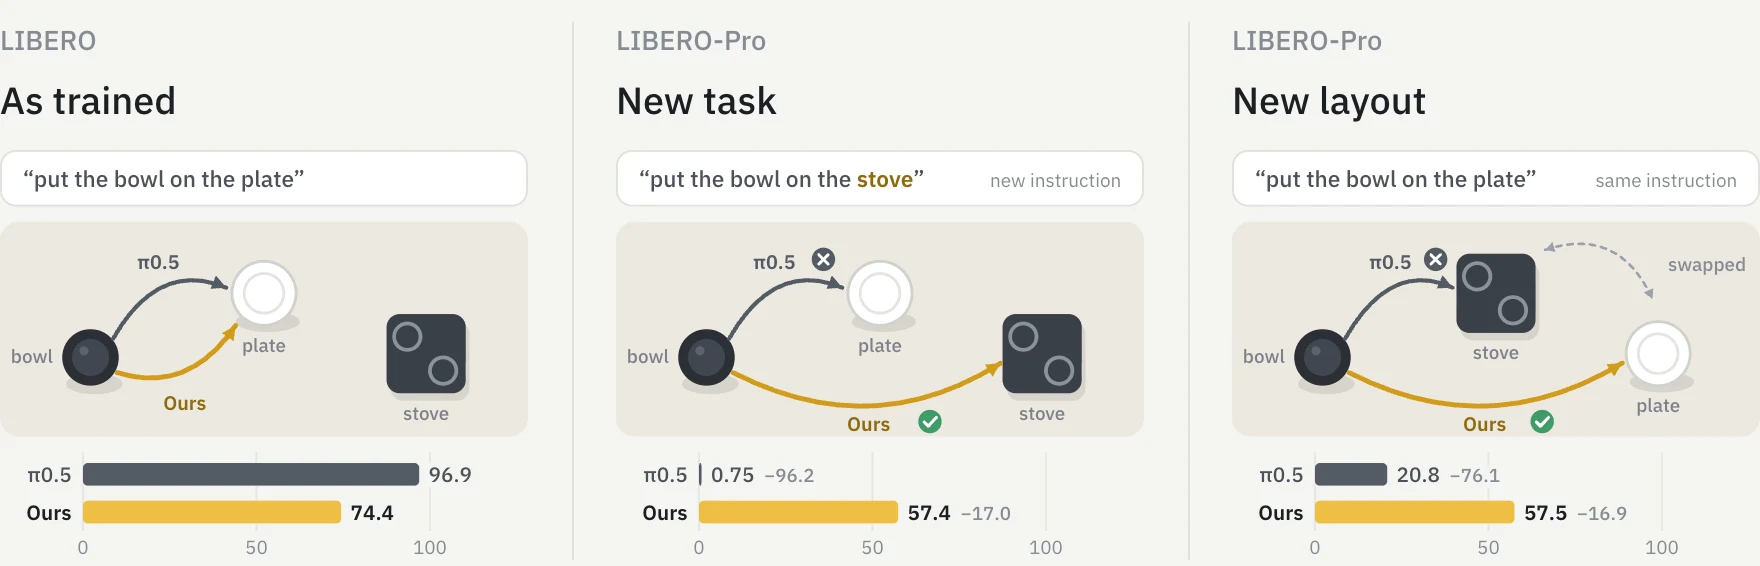 LIBERO
As trained
“put the bowl on the plate”
π0.5
bowl
plate
Ours
stove
π0.5 96.9
Ours 74.4
0 50 100
LIBERO-Pro
New task
“put the bowl on the stove” new instruction
π0.5
bowl
plate
stove
Ours
π0.5 0.75 −96.2
Ours 57.4 −17.0
0 50 100
LIBERO-Pro
New layout
“put the bowl on the plate” same instruction
π0.5
swapped
bowl
stove
plate
Ours
π0.5 20.8 −76.1
Ours 57.5 −16.9
0 50 100